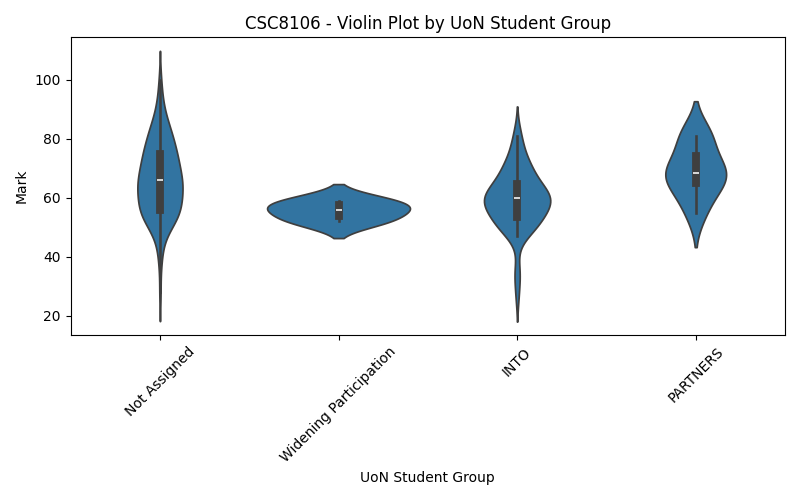 CSC8106 - Violin Plot by UoN Student Group
Mark
100
80
60
40
20
Not Assigned
Widening Participation
INTO
PARTNERS
UoN Student Group